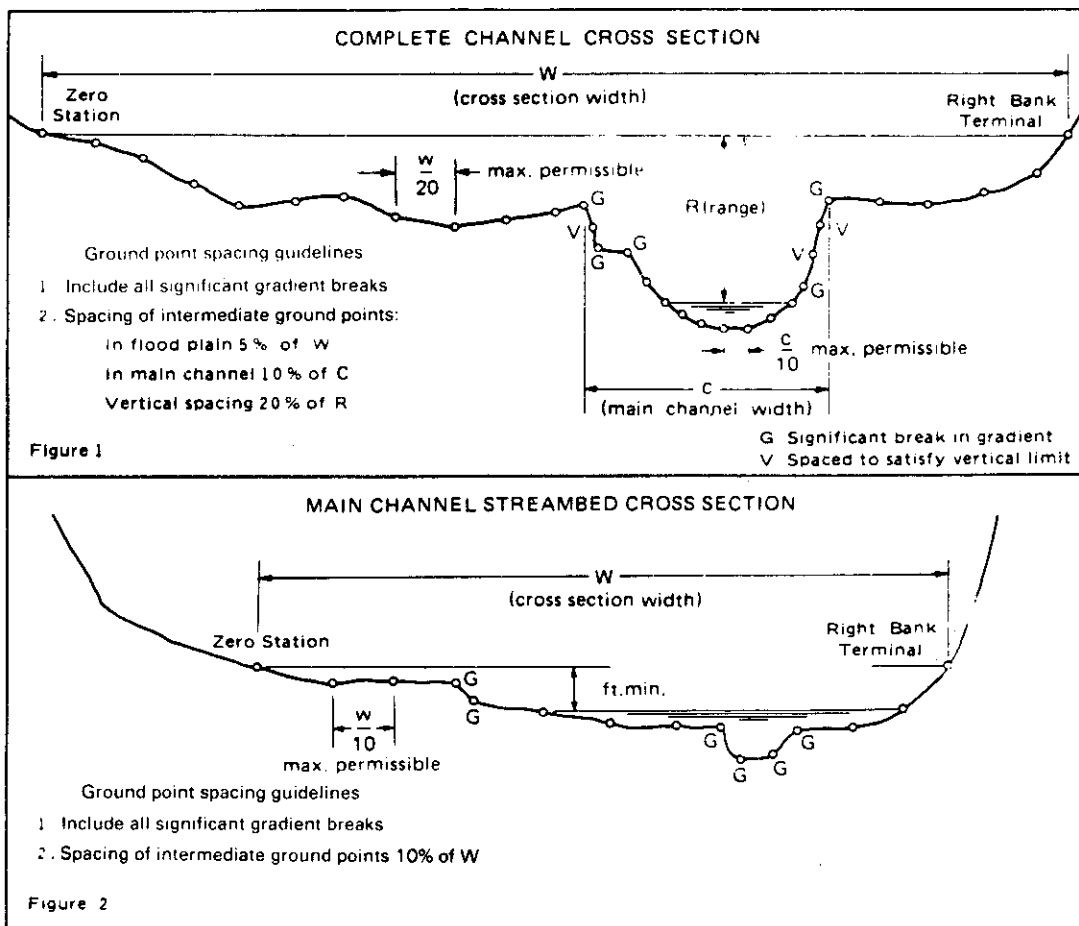 COMPLETE CHANNEL CROSS SECTION
W
(cross section width)
Zero
Station
Right Bank
Terminal
W
20
max. permissible
R (range)
G
G
V
V
G
G
V
G
Ground point spacing guidelines
1 Include all significant gradient breaks
2. Spacing of intermediate ground points:
In flood plain 5% of W
In main channel 10% of C
Vertical spacing 20% of R
C
10
max. permissible
C
(main channel width)
G Significant break in gradient
V Spaced to satisfy vertical limit
Figure 1
MAIN CHANNEL STREAMBED CROSS SECTION
W
(cross section width)
Zero Station
Right Bank
Terminal
ft.min.
G
G
W
10
max. permissible
G
G
G
G
Ground point spacing guidelines
1 Include all significant gradient breaks
2. Spacing of intermediate ground points 10% of W
Figure 2